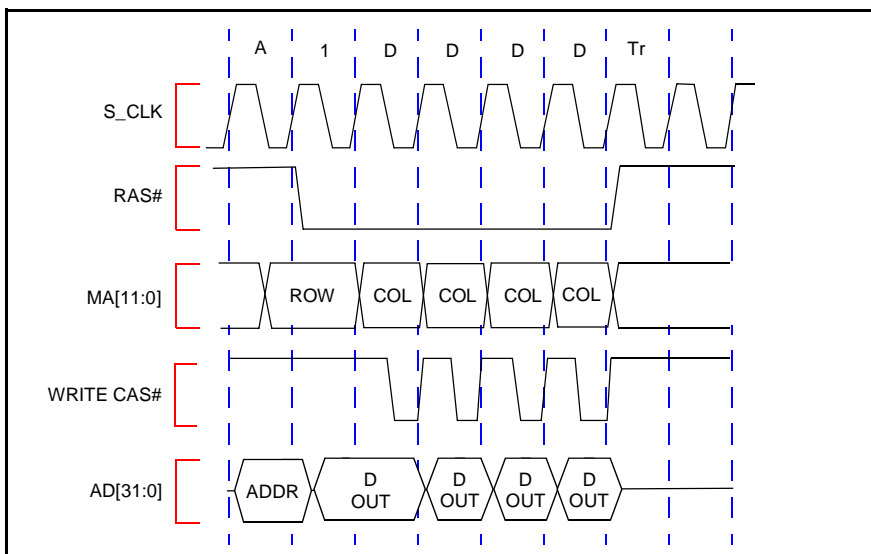 A 1 D D D D Tr
S_CLK
RAS#
MA[11:0] ROW COL COL COL COL
WRITE CAS#
AD[31:0] ADDR D OUT D OUT D OUT D OUT